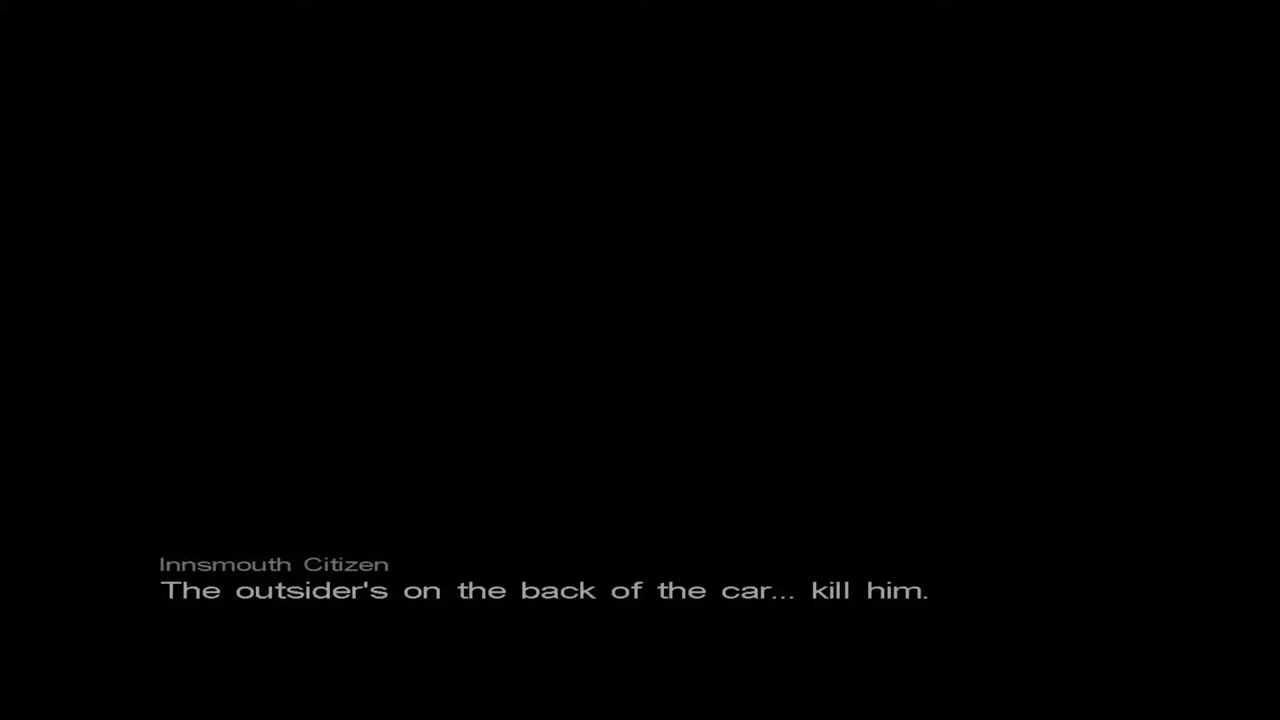 Innsmouth Citizen
The outsider's on the back of the car... kill him.